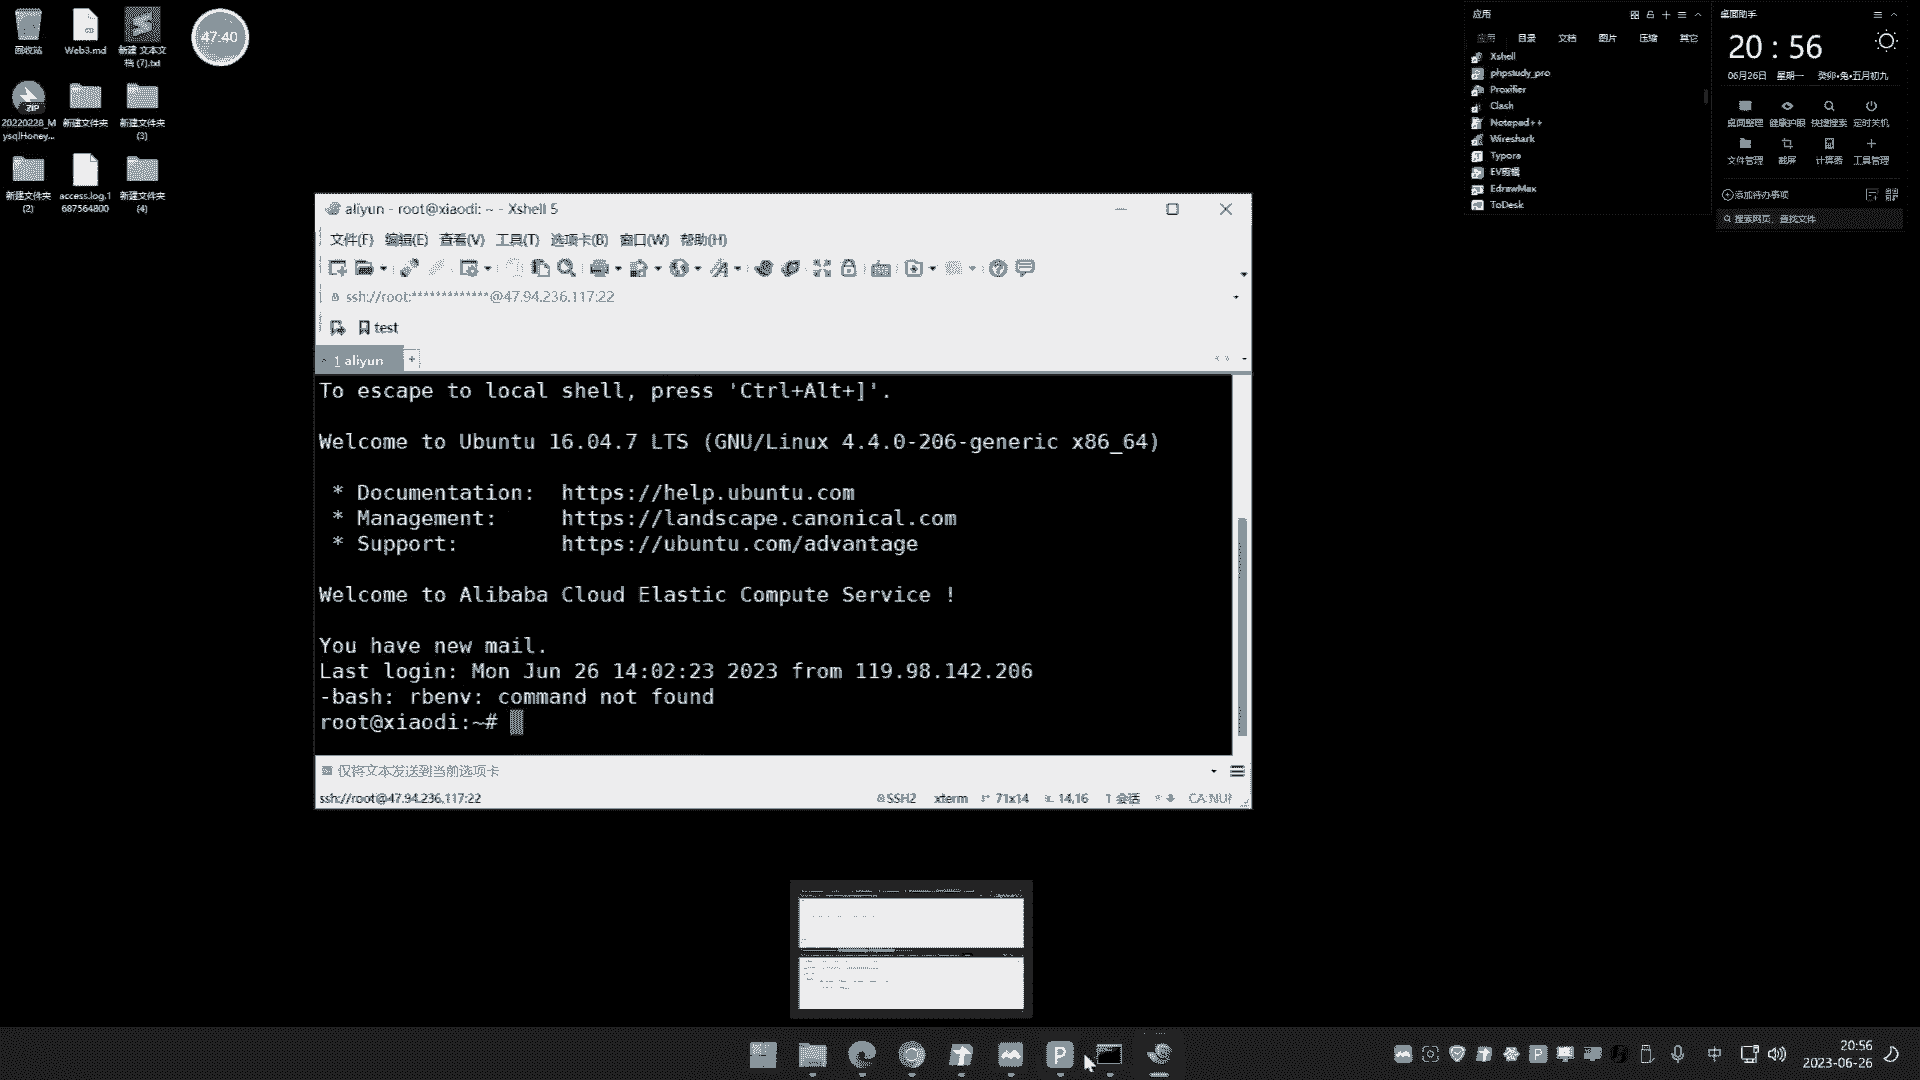 回收站
Web3.md
新建 文本文
档 (7).txt
47:40
20220228_M
ysqlHoney...
新建文件夹
新建文件夹
(3)
新建文件夹
(2)
access.log.1
687564800
新建文件夹
(4)
应用
应用 目录 文档 图片 压缩 其它
Xshell
phpstudy_pro
Proxifier
Clash
Notepad++
Wireshark
Typora
EV剪辑
EdrawMax
ToDesk
桌面助手
20 : 56
06月26日 星期一 癸卯•兔•五月初九
桌面整理 健康护眼 快捷搜索 定时关机
文件管理 截屏 计算器 工具管理
添加待办事项
搜索网页、查找文件
aliyun - root@xiaodi: ~ - Xshell 5
文件(F) 编辑(E) 查看(V) 工具(T) 选项卡(B) 窗口(W) 帮助(H)
ssh://root:*************@47.94.236.117:22
test
1 aliyun
To escape to local shell, press 'Ctrl+Alt+]'.
Welcome to Ubuntu 16.04.7 LTS (GNU/Linux 4.4.0-206-generic x86_64)
* Documentation: https://help.ubuntu.com
* Management: https://landscape.canonical.com
* Support: https://ubuntu.com/advantage
Welcome to Alibaba Cloud Elastic Compute Service !
You have new mail.
Last login: Mon Jun 26 14:02:23 2023 from 119.98.142.206
-bash: rbenv: command not found
root@xiaodi:~#
仅将文本发送到当前选项卡
ssh://root@47.94.236.117:22
SSH2 xterm 71x14 14,16 1 会话 CAP NUM
中
20:56
2023-06-26